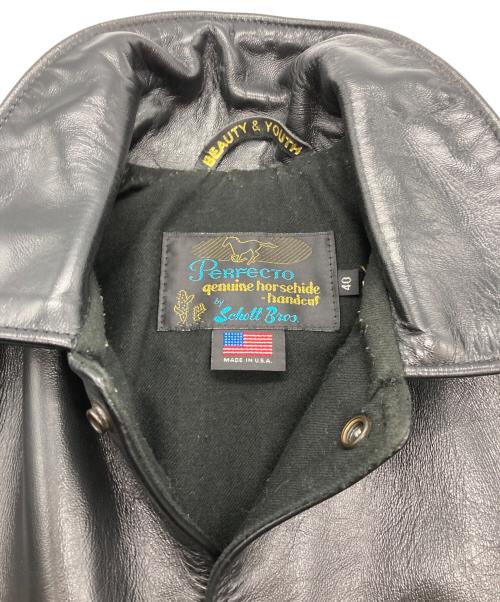 BEAUTY & YOUTH
PERFECTO
genuine horsehide
-handcut
by
Schott Bros.
40
MADE IN U.S.A.